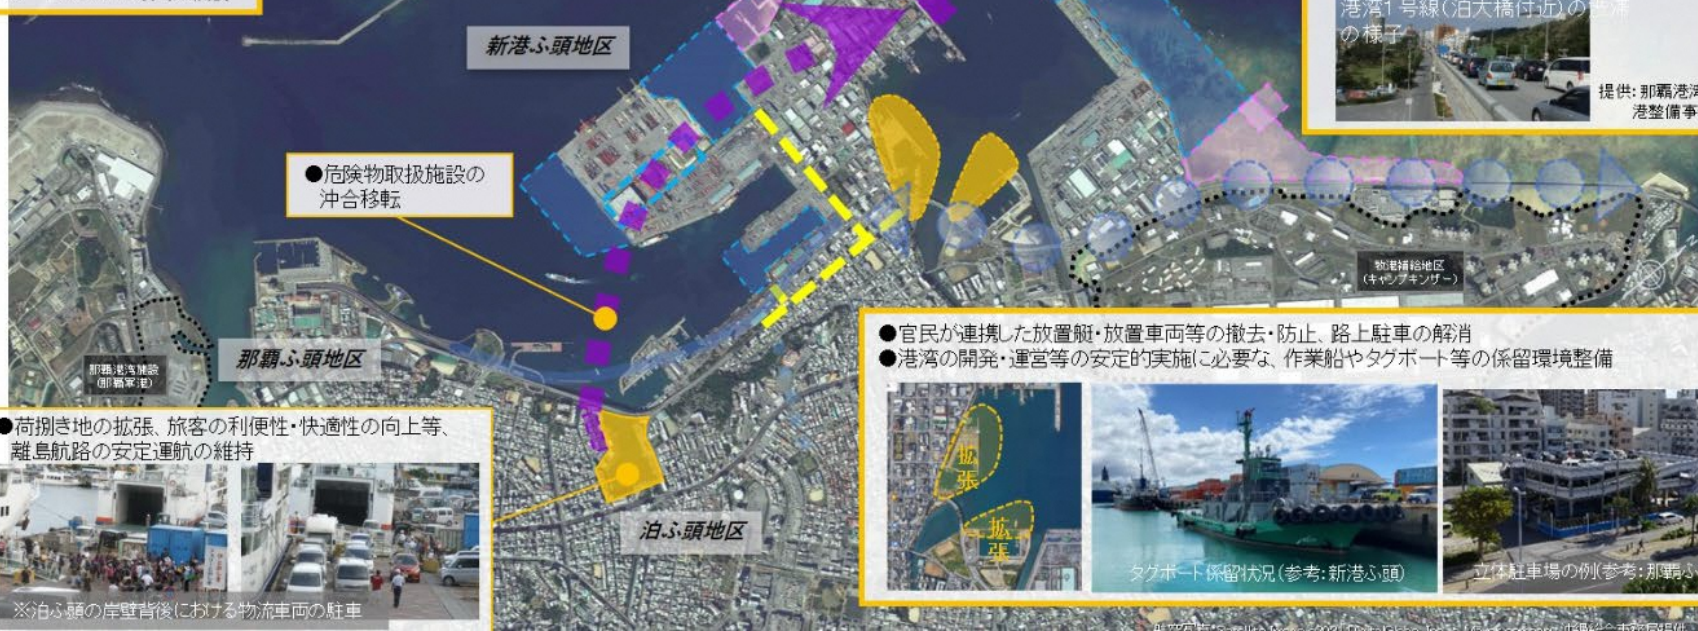 港湾1号線(泊大橋付近)の渋滞
の様子
提供:那覇港湾
港整備事
新港ふ頭地区
●危険物取扱施設の
沖合移転
牧港補給地区
(キャンプキンザー)
那覇港湾施設
(那覇軍港)
那覇ふ頭地区
●官民が連携した放置艇・放置車両等の撤去・防止、路上駐車の解消
●港湾の開発・運営等の安定的実施に必要な、作業船やタグボート等の係留環境整備
拡張
拡張
タグボート係留状況(参考:新港ふ頭)
立体駐車場の例(参考:那覇ふ
●荷捌き地の拡張、旅客の利便性・快適性の向上等、
離島航路の安定運航の維持
※泊ふ頭の岸壁背後における物流車両の駐車
泊ふ頭地区